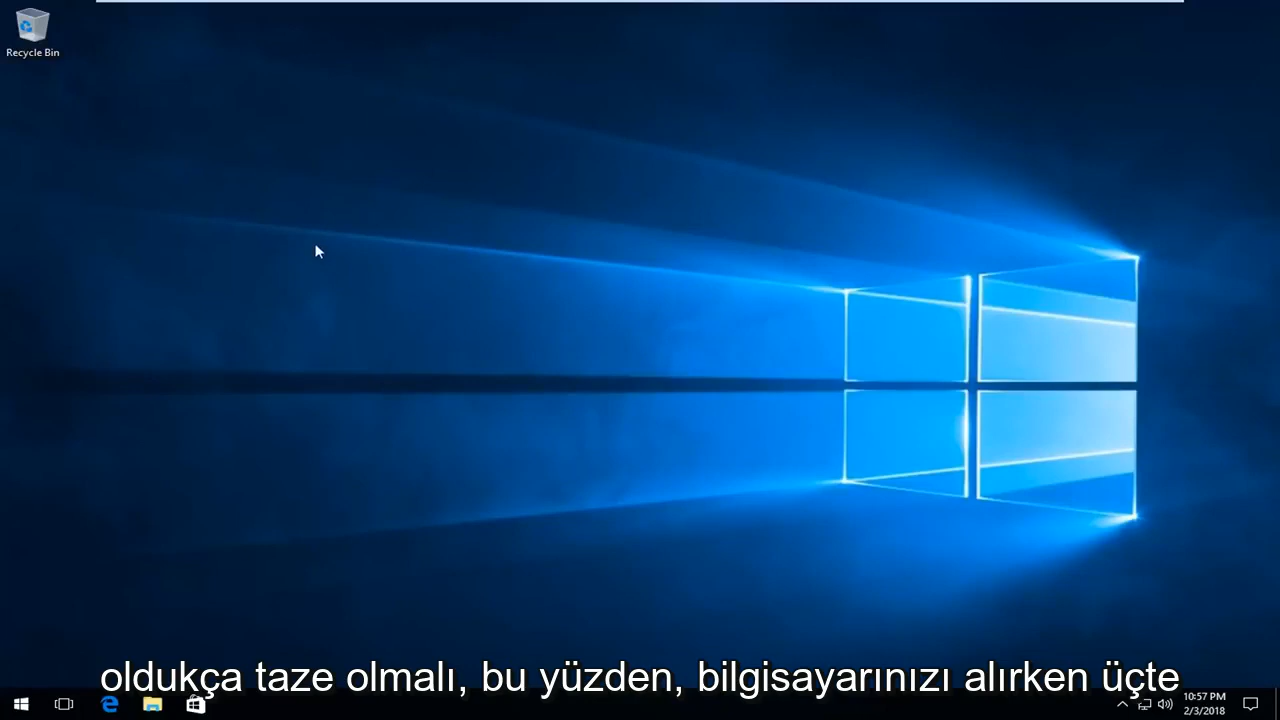 Recycle Bin
oldukça taze olmalı, bu yüzden, bilgisayarınızı alırken üçte
10:57 PM
2/3/2018